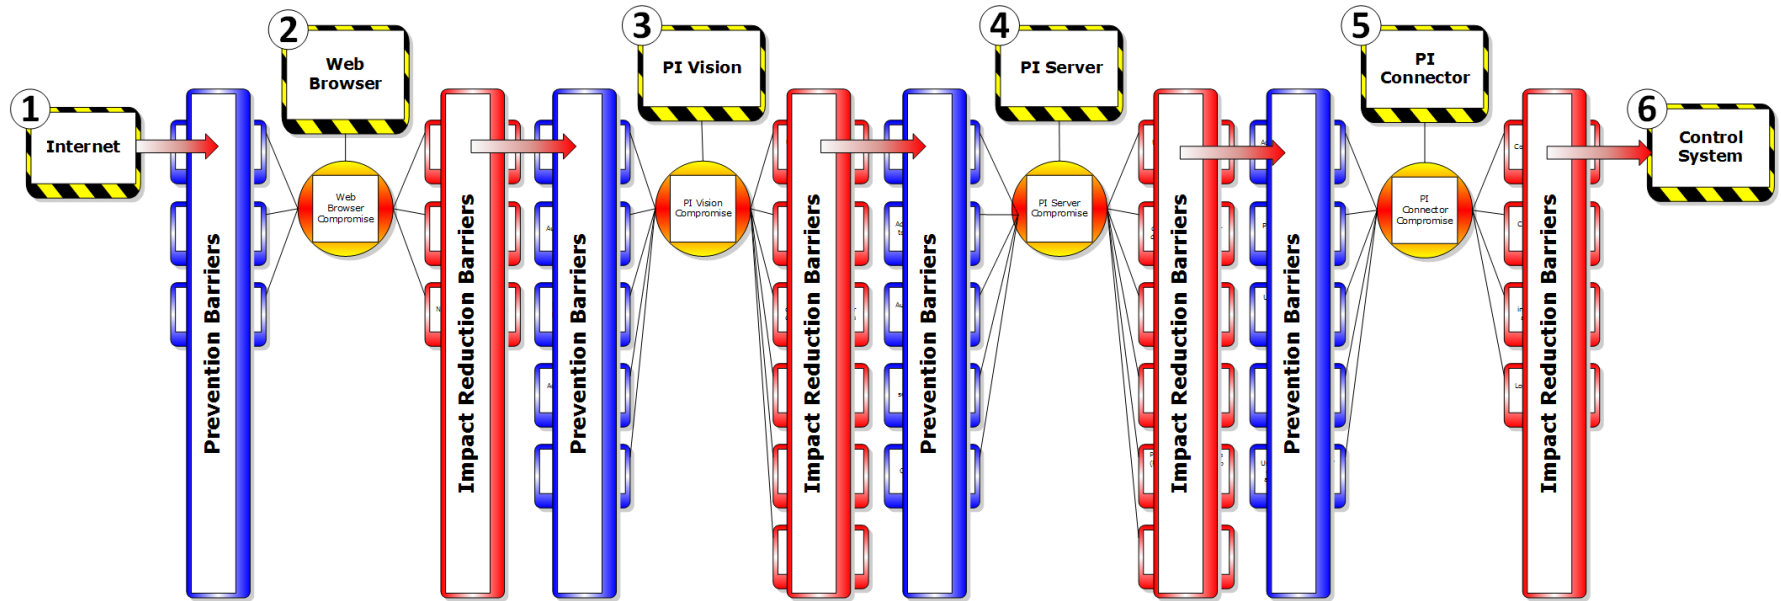 1
Internet
Prevention Barriers
2
Web
Browser
Web
Browser
Compromise
Impact Reduction Barriers
Prevention Barriers
3
PI Vision
PI Vision
Compromise
Impact Reduction Barriers
Prevention Barriers
4
PI Server
PI Server
Compromise
Impact Reduction Barriers
Prevention Barriers
5
PI
Connector
PI
Connector
Compromise
Impact Reduction Barriers
6
Control
System